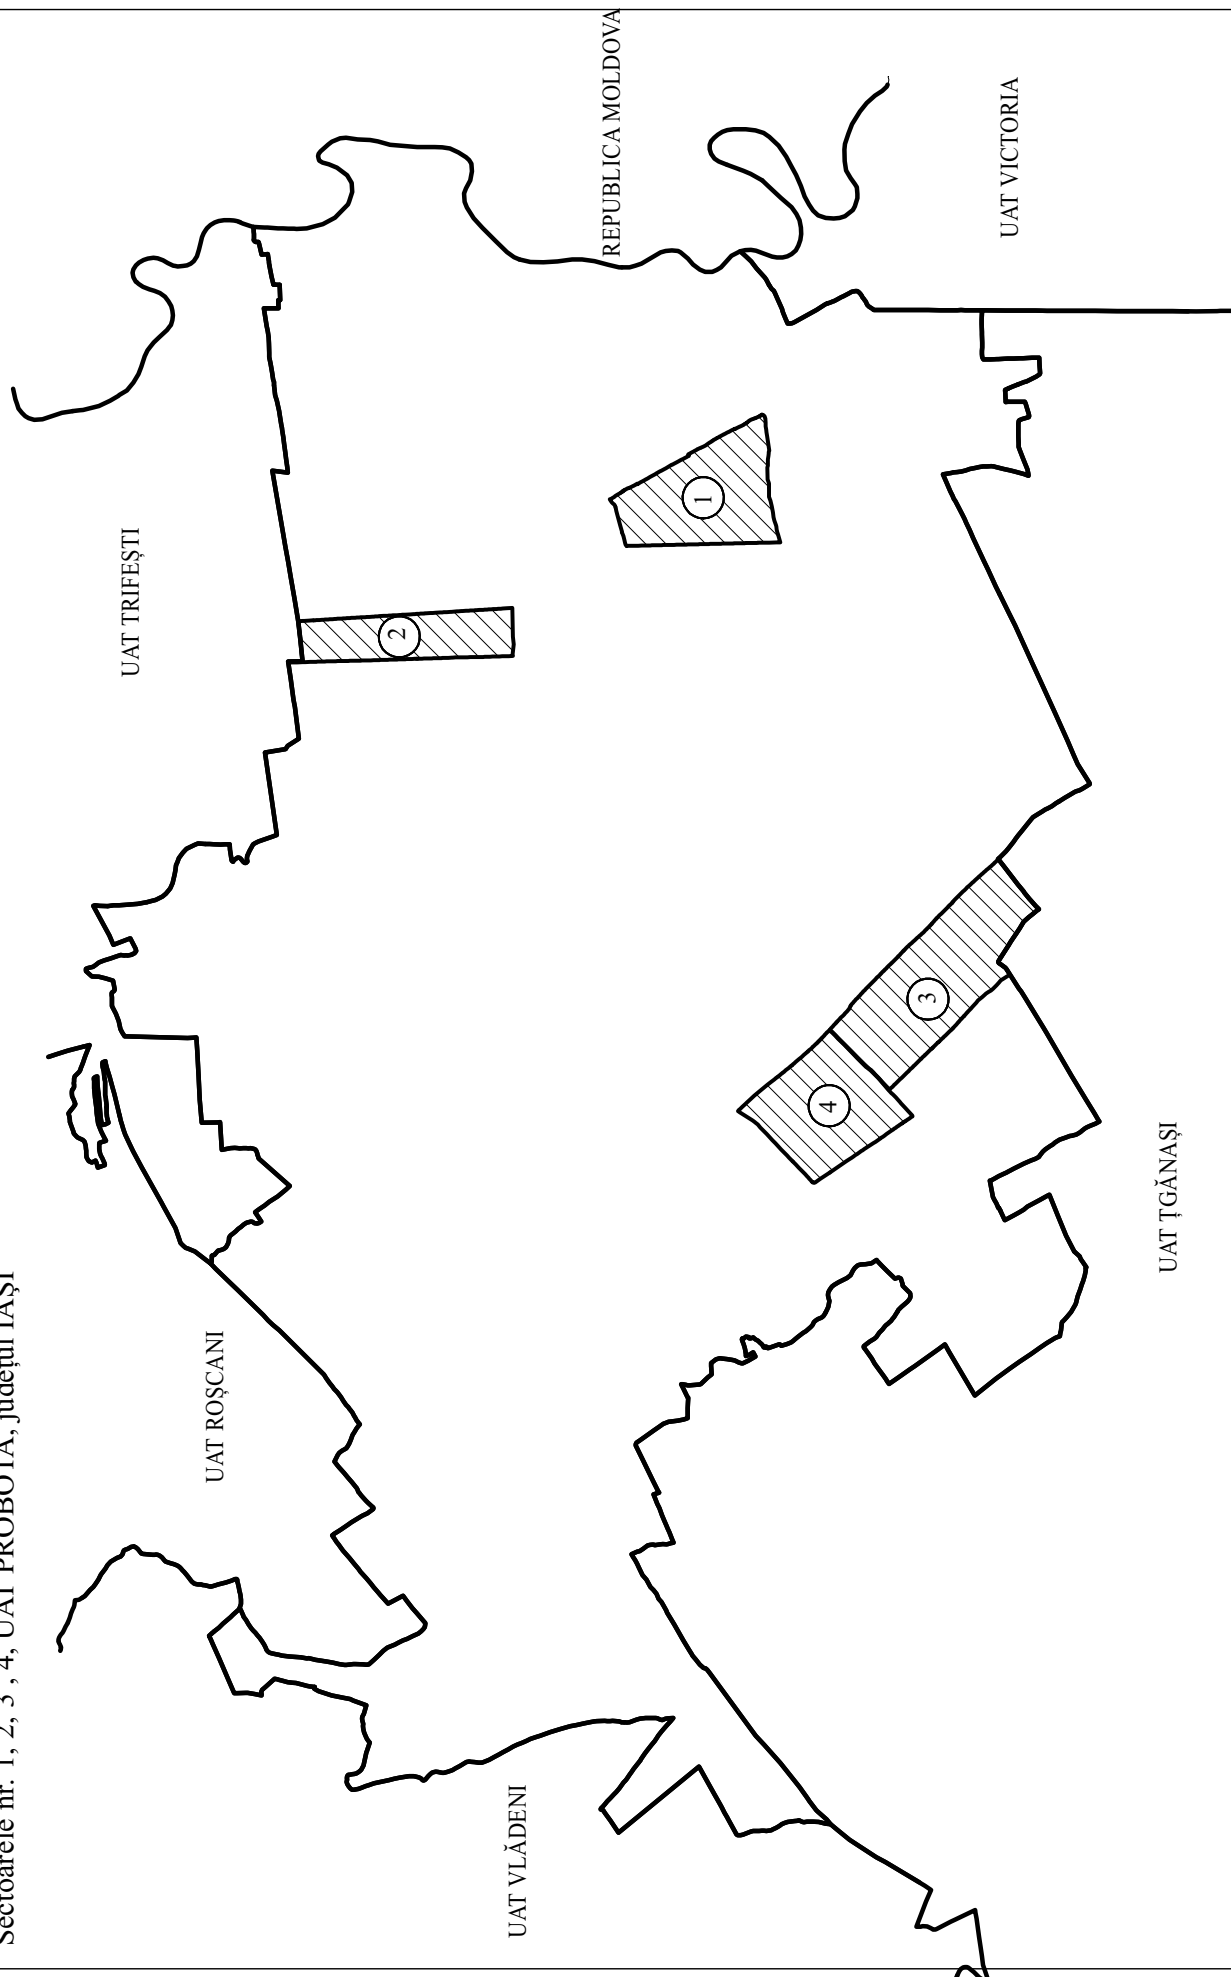 Sectoarele nr. 1, 2, 3 , 4, UAT PROBOTA, județul IAȘI
UAT TRIFEȘTI
REPUBLICA MOLDOVA
UAT VICTORIA
UAT ROȘCANI
UAT VLĂDENI
UAT ȚGĂNAȘI
1
2
3
4